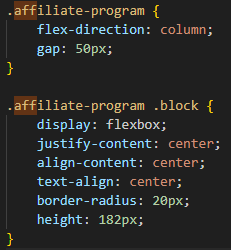 .affiliate-program {
    flex-direction: column;
    gap: 50px;
}

.affiliate-program .block {
    display: flexbox;
    justify-content: center;
    align-content: center;
    text-align: center;
    border-radius: 20px;
    height: 182px;
}